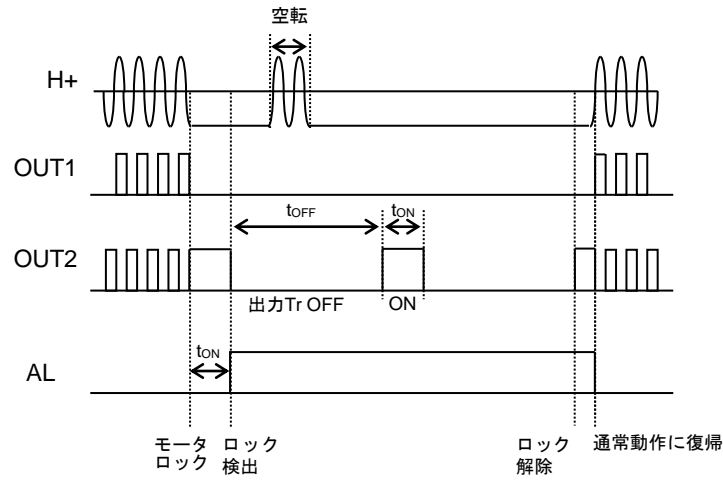 空転
H+
OUT1
tOFF
tON
OUT2
出力Tr OFF
ON
tON
AL
モータ
ロック
ロック
検出
ロック
解除
通常動作に復帰